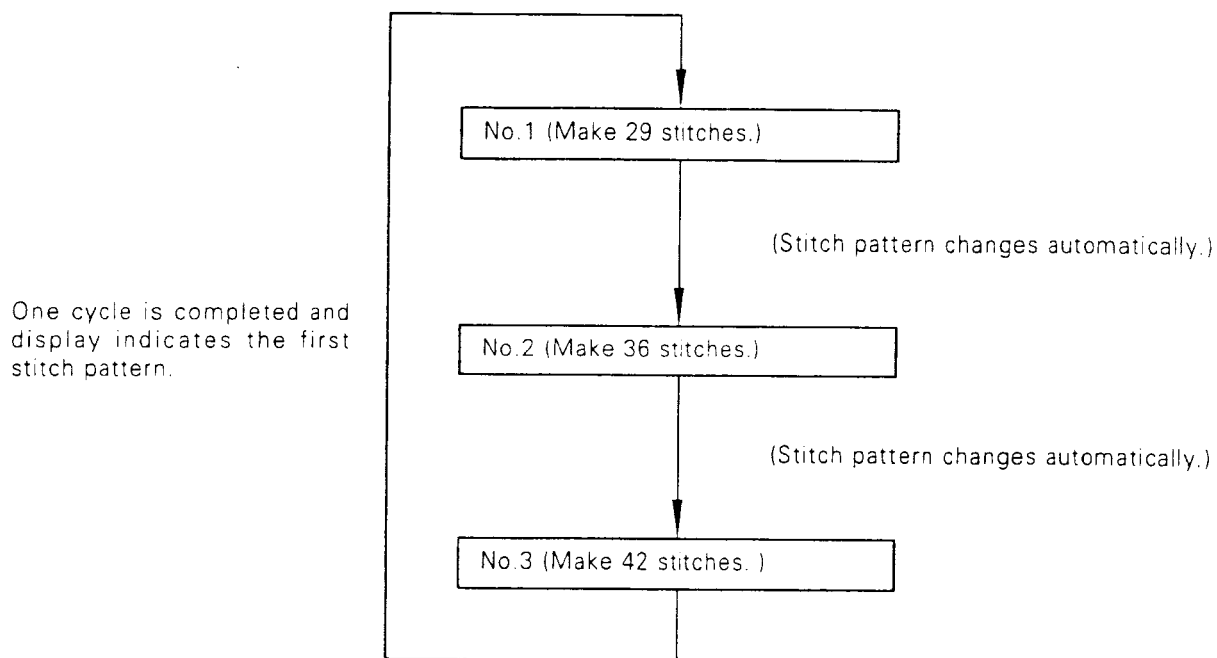 No.1 (Make 29 stitches.)
(Stitch pattern changes automatically.)
One cycle is completed and
display indicates the first
stitch pattern.
No.2 (Make 36 stitches.)
(Stitch pattern changes automatically.)
No.3 (Make 42 stitches. )